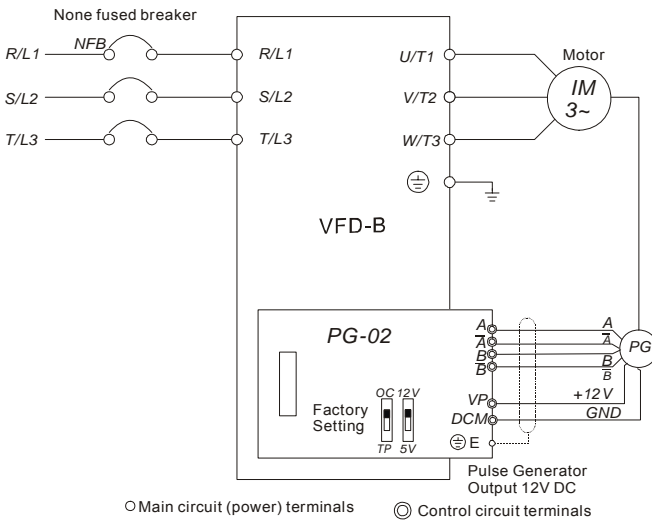 None fused breaker
R/L1 NFB R/L1 U/T1 Motor
S/L2 S/L2 V/T2 IM
3~
T/L3 T/L3 W/T3
VFD-B
PG-02
A A
A A
B B
B B
PG
VP +12V
DCM GND
E
OC 12V
Factory
Setting
TP 5V
Pulse Generator
Output 12V DC
Main circuit (power) terminals
Control circuit terminals